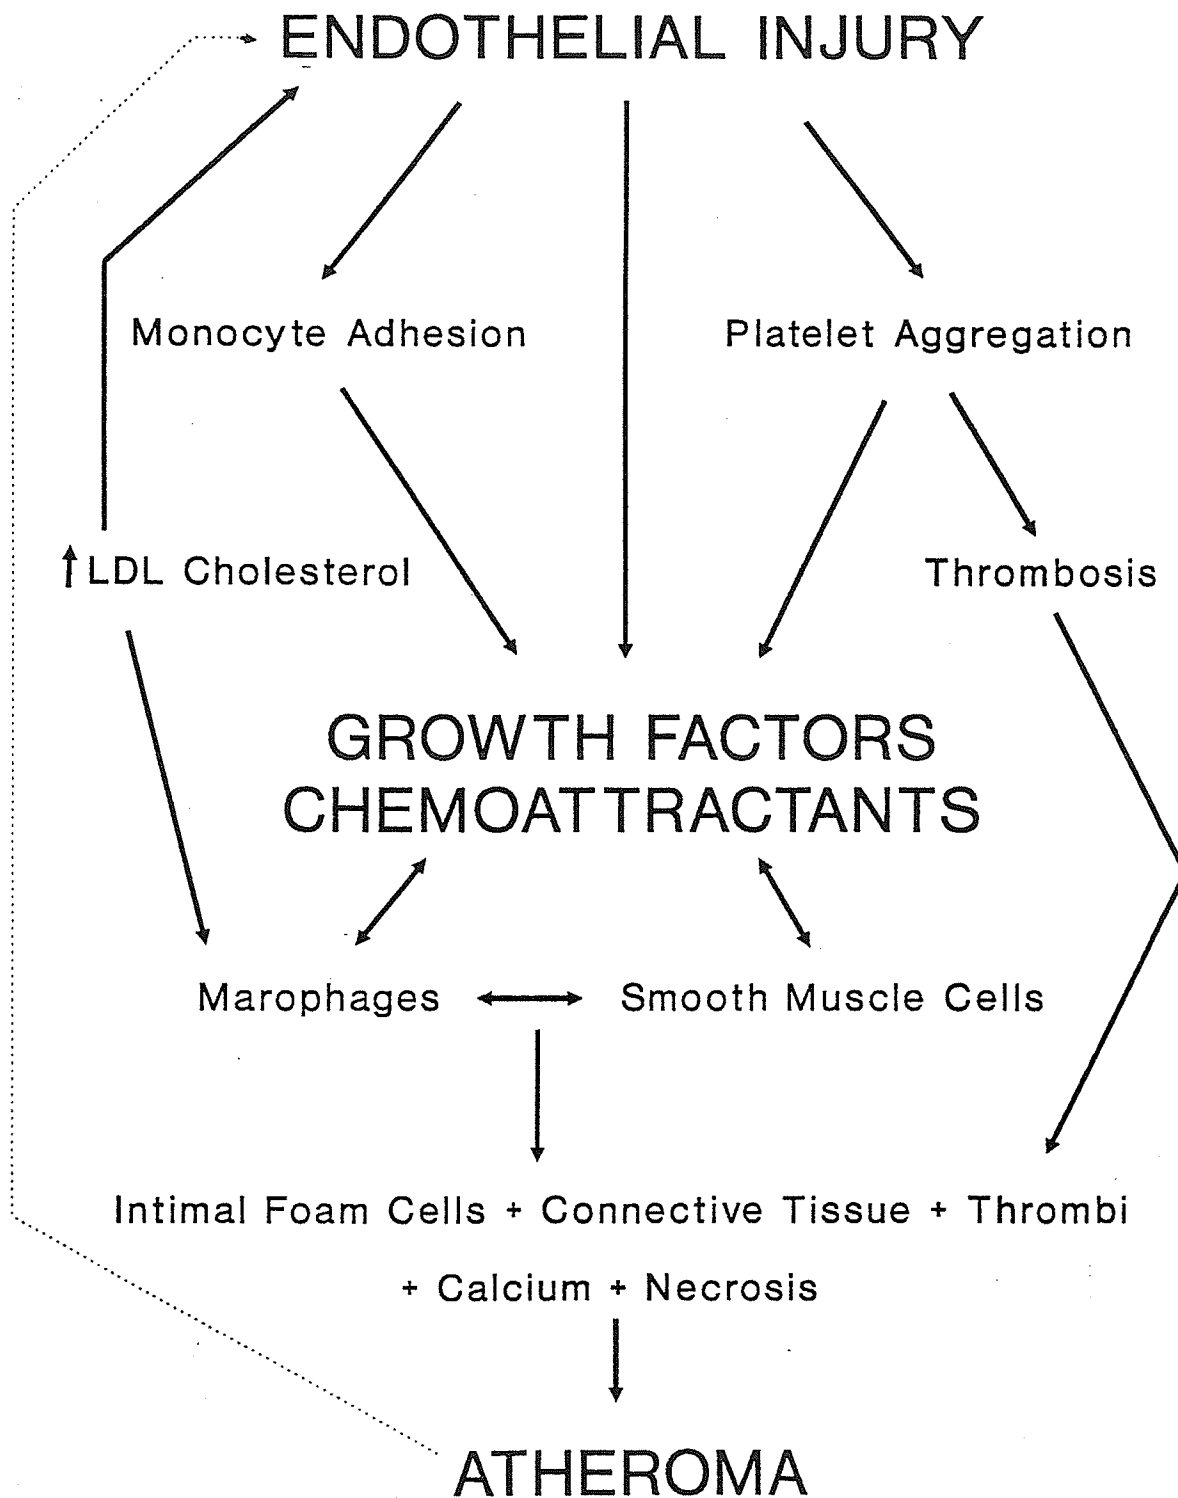 ENDOTHELIAL INJURY
Monocyte Adhesion
Platelet Aggregation
↑LDL Cholesterol
Thrombosis
GROWTH FACTORS
CHEMOATTRACTANTS
Marophages
Smooth Muscle Cells
Intimal Foam Cells + Connective Tissue + Thrombi
+ Calcium + Necrosis
ATHEROMA